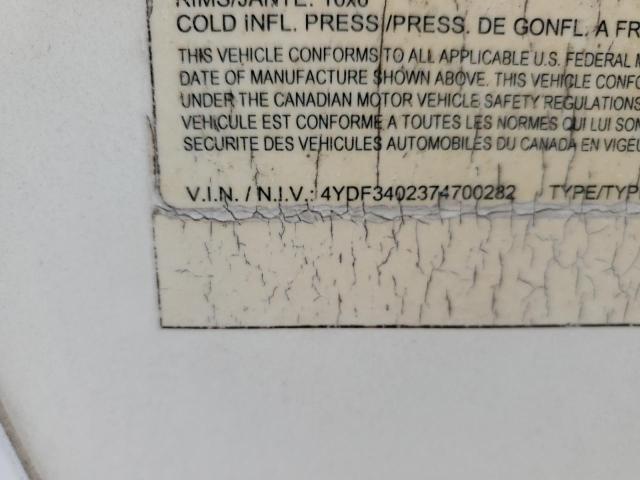 RIMS/JANTE: 16x6
COLD INFL. PRESS./PRESS. DE GONFL. A FR
THIS VEHICLE CONFORMS TO ALL APPLICABLE U.S. FEDERAL M
DATE OF MANUFACTURE SHOWN ABOVE. THIS VEHICLE CONFO
UNDER THE CANADIAN MOTOR VEHICLE SAFETY REGULATIONS
VEHICULE EST CONFORME A TOUTES LES NORMES QUI LUI SON
SECURITE DES VEHICULES AUTOMOBILES DU CANADA EN VIGEU
V.I.N. / N.I.V.: 4YDF3402374700282 TYPE/TYP